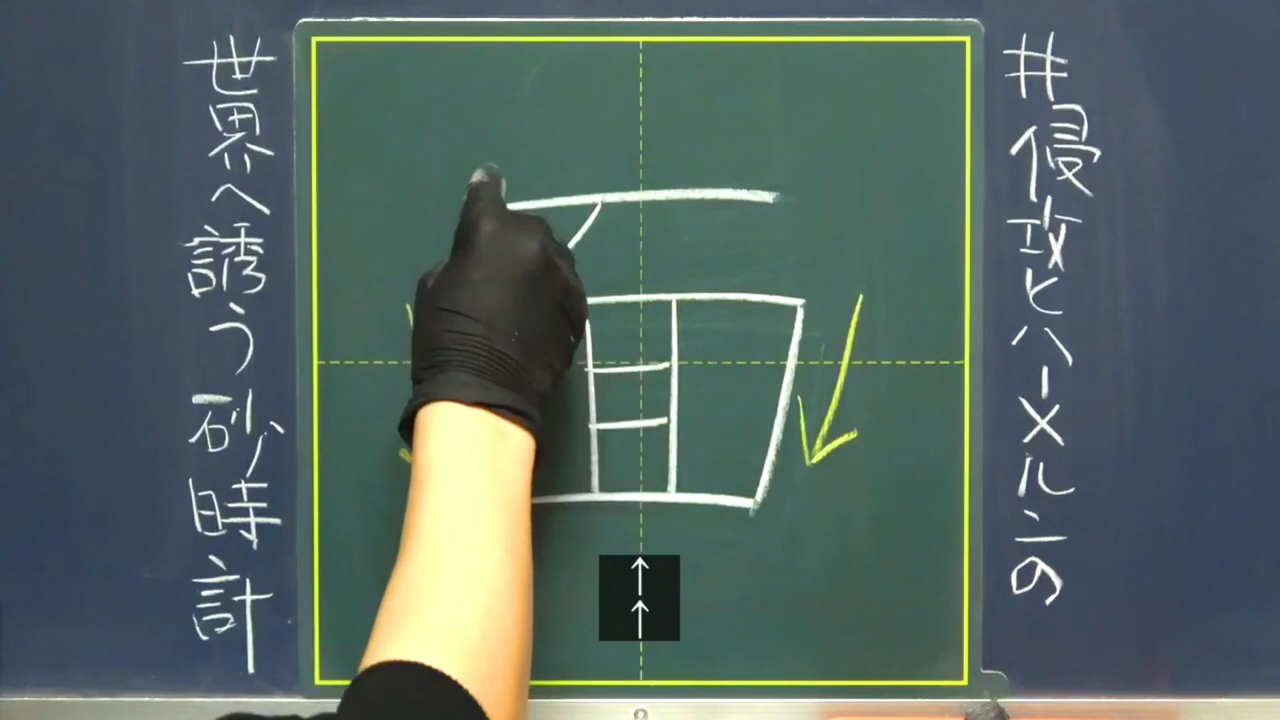 #侵攻とハーメルンの
面
世界へ誘う砂時計